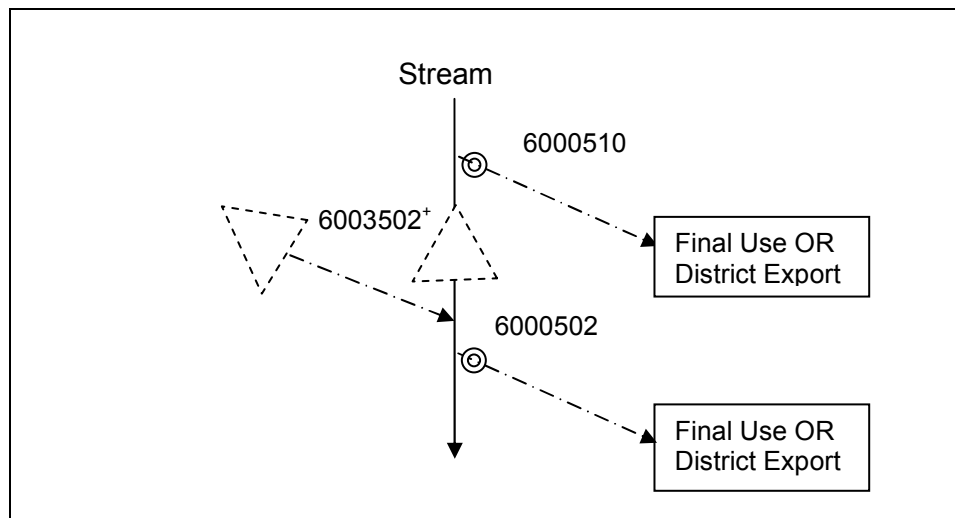 Stream
6000510
6003502⁺
Final Use OR
District Export
6000502
Final Use OR
District Export